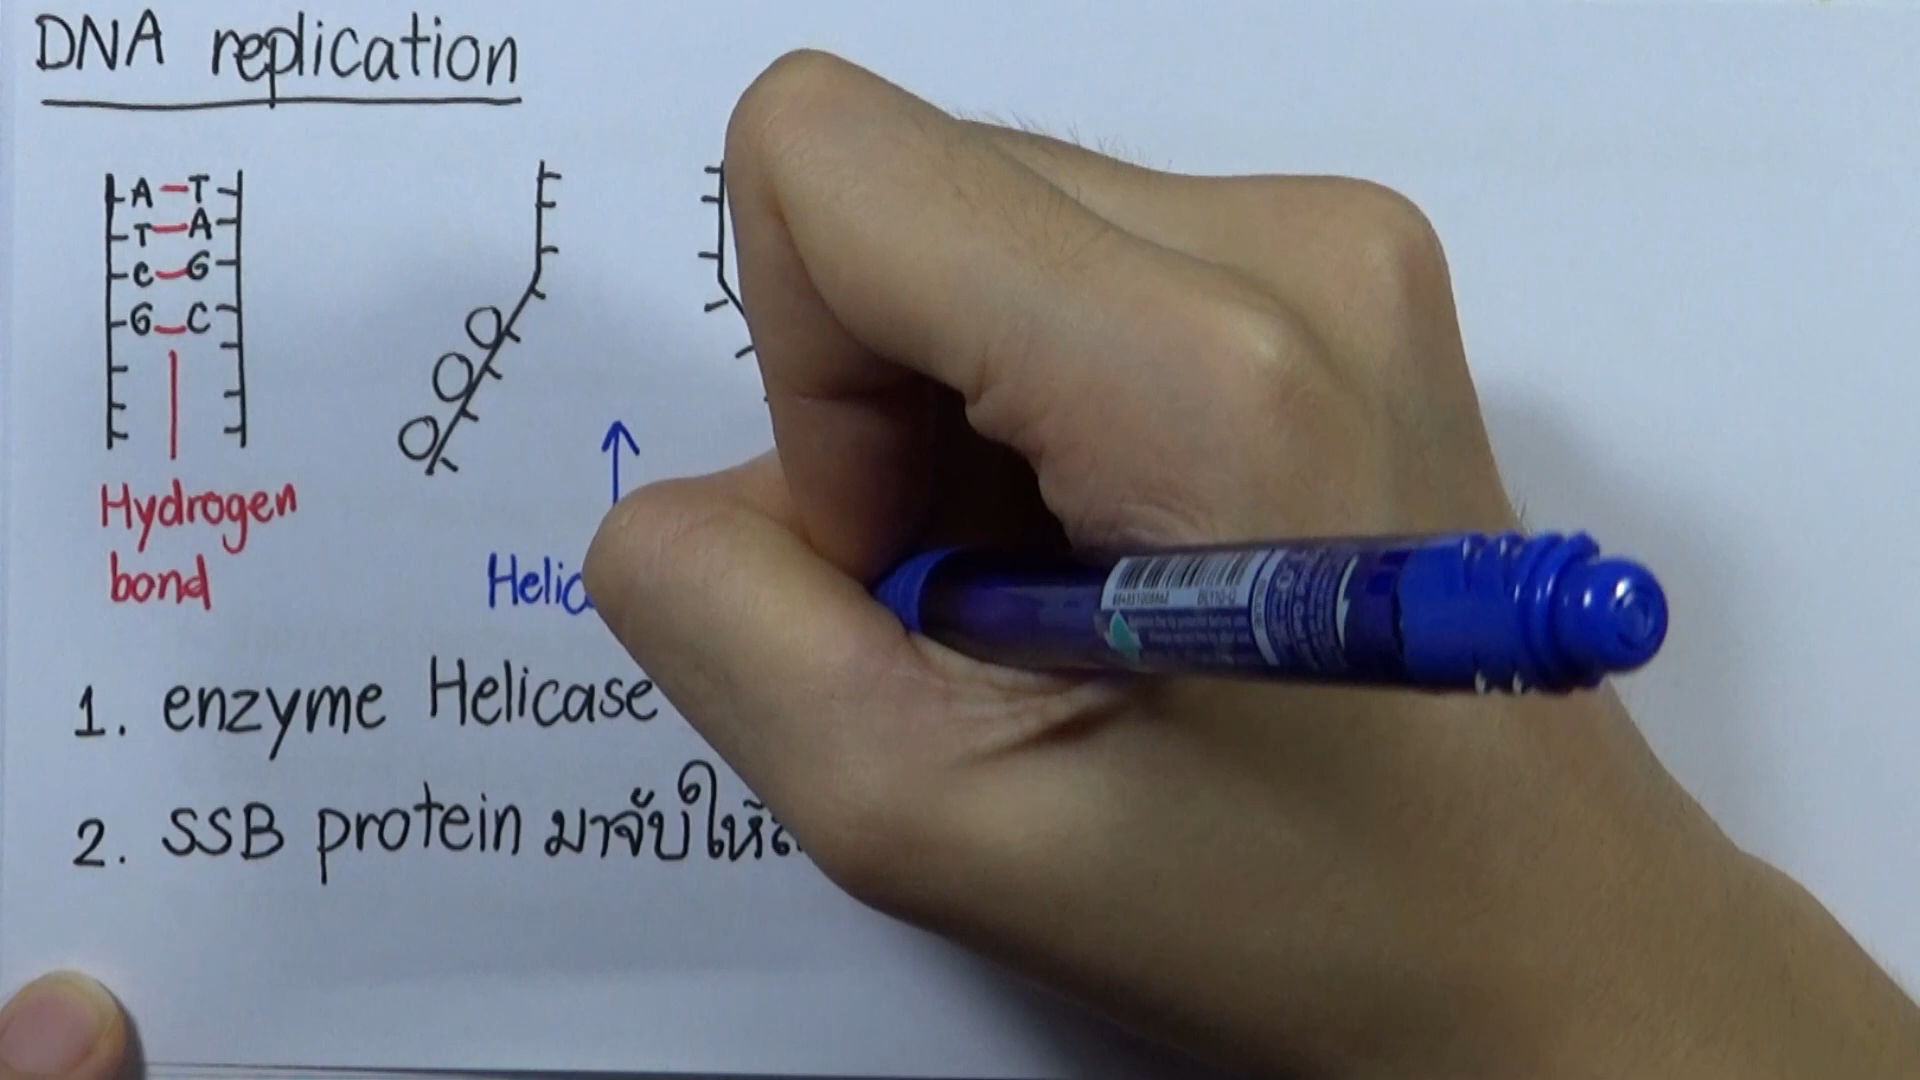 DNA replication
A T
T A
C G
G C
Hydrogen
bond
Helic
1. enzyme Helicase
2. SSB protein มาจับให้